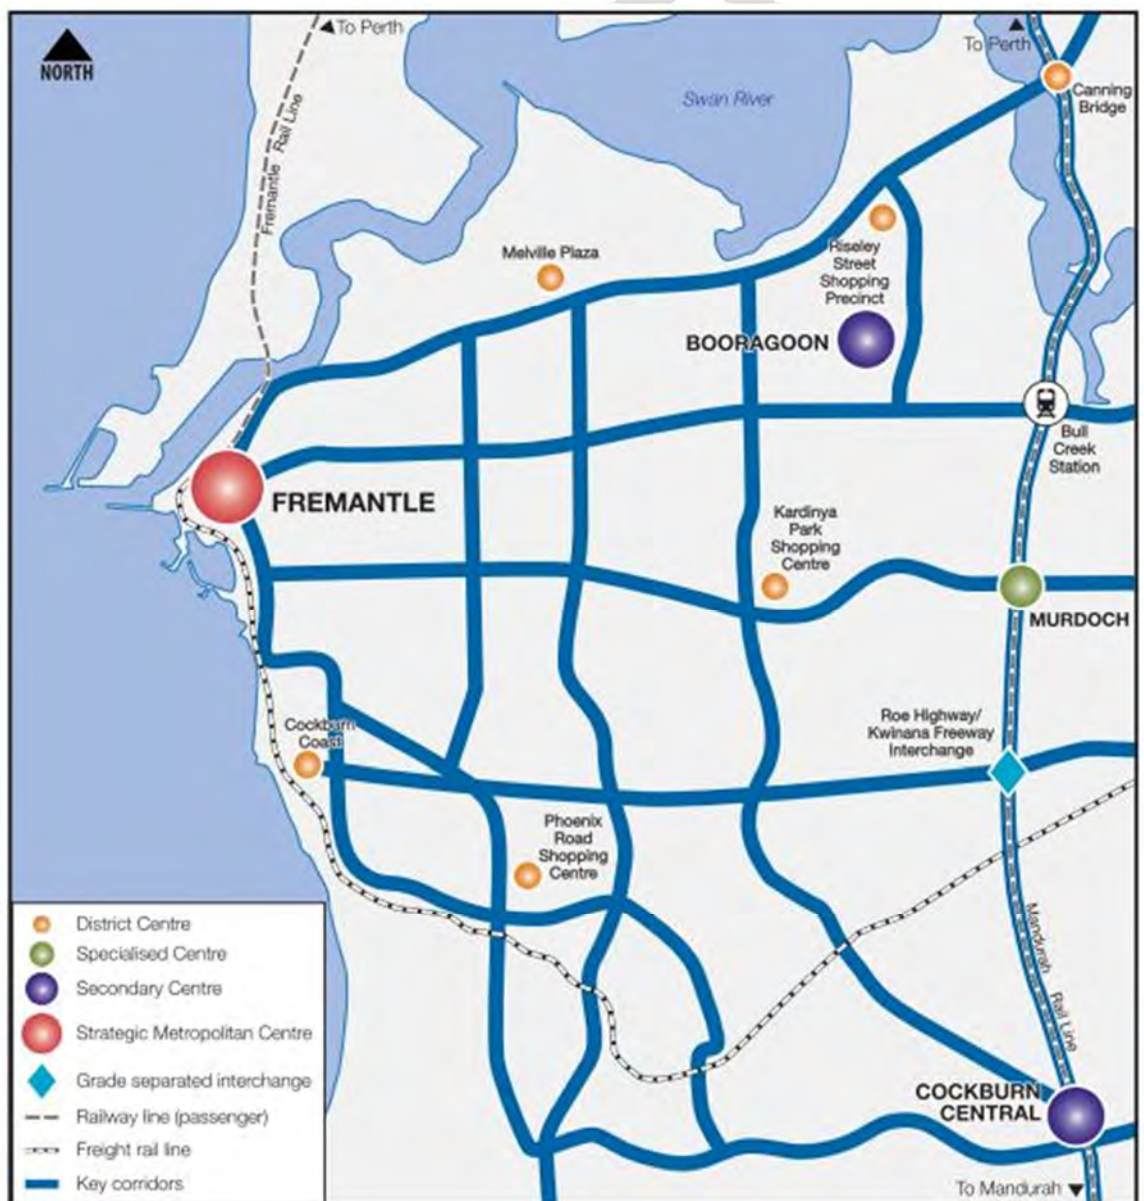 To Perth
To Perth
NORTH
Swan River
Canning
Bridge
Fremantle Rail Line
Melville Plaza
Riseley
Street
Shopping
Precinct
BOORAGOON
Bull
Creek
Station
FREMANTLE
Kardinya
Park
Shopping
Centre
MURDOCH
Roe Highway/
Kwinana Freeway
Interchange
Cockburn
Coast
Phoenix
Road
Shopping
Centre
Mandurah Rail Line
COCKBURN
CENTRAL
To Mandurah
District Centre
Specialised Centre
Secondary Centre
Strategic Metropolitan Centre
Grade separated interchange
Railway line (passenger)
Freight rail line
Key corridors